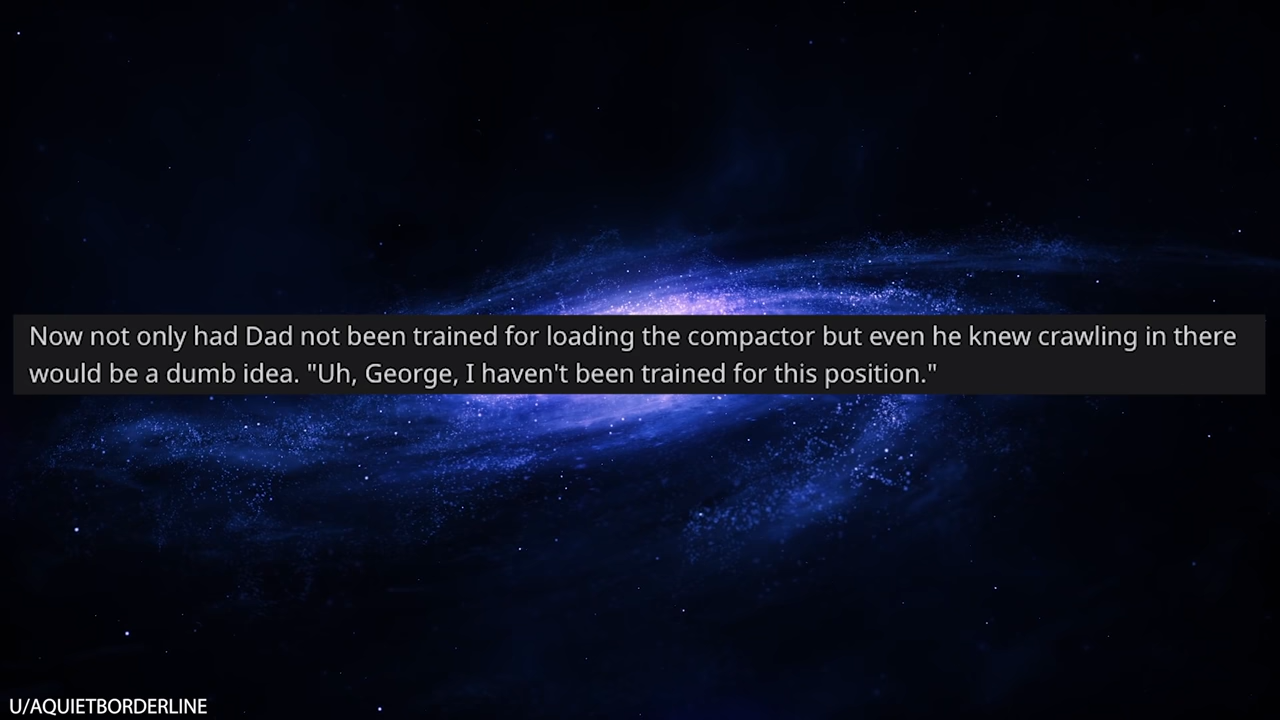 Now not only had Dad not been trained for loading the compactor but even he knew crawling in there
would be a dumb idea. "Uh, George, I haven't been trained for this position."
U/AQUIETBORDERLINE